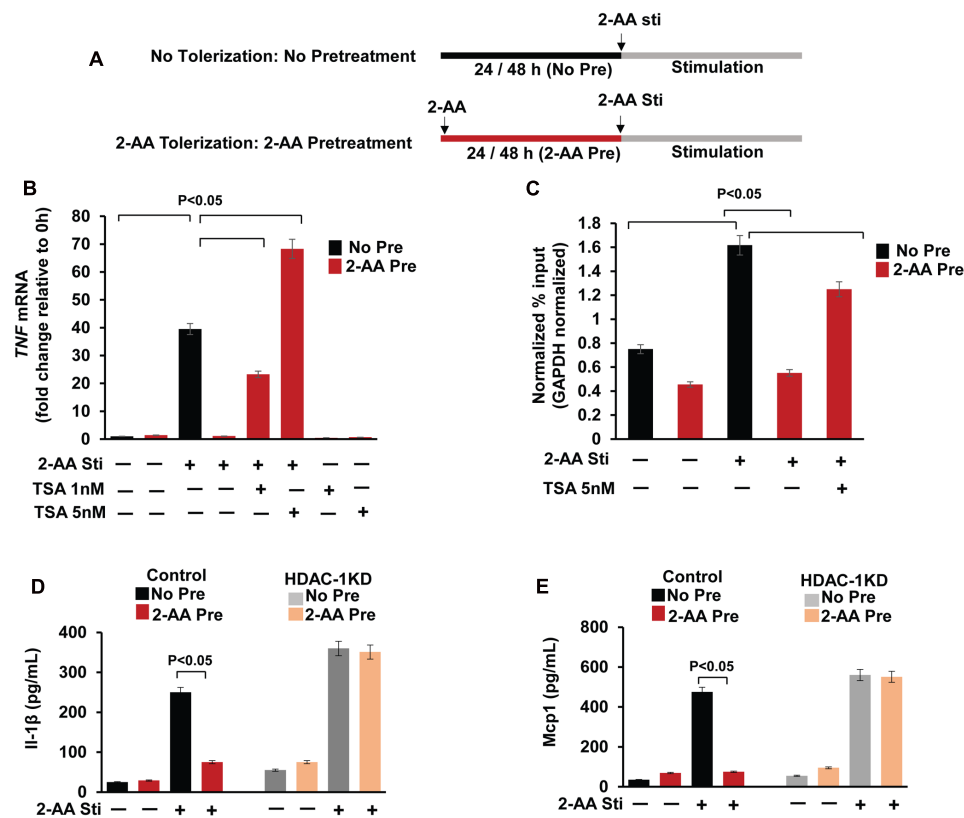 A
2-AA sti
No Tolerization: No Pretreatment
24 / 48 h (No Pre)
Stimulation
2-AA
2-AA Sti
2-AA Tolerization: 2-AA Pretreatment
24 / 48 h (2-AA Pre)
Stimulation
B
P<0.05
TNF mRNA
(fold change relative to 0h)
80
70
60
50
40
30
20
10
0
No Pre
2-AA Pre
2-AA Sti — — + + + + — —
TSA 1nM — — — — + — + —
TSA 5nM — — — — — + — +
C
P<0.05
Normalized % input
(GAPDH normalized)
1.8
1.6
1.4
1.2
1
0.8
0.6
0.4
0.2
0
No Pre
2-AA Pre
2-AA Sti — — + + +
TSA 5nM — — — — +
D
Control
No Pre
2-AA Pre
HDAC-1KD
No Pre
2-AA Pre
Il-1β (pg/mL)
400
300
200
100
0
P<0.05
2-AA Sti — — + + — — + +
E
Control
No Pre
2-AA Pre
HDAC-1KD
No Pre
2-AA Pre
Mcp1 (pg/mL)
800
600
400
200
0
P<0.05
2-AA Sti — — + + — — + +